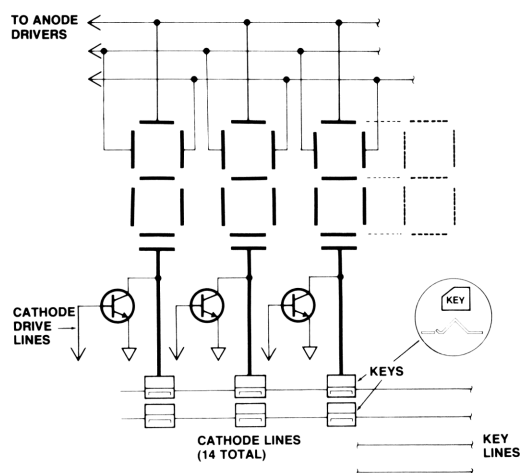 TO ANODE
DRIVERS
CATHODE
DRIVE
LINES
KEY
KEYS
CATHODE LINES
(14 TOTAL)
KEY
LINES